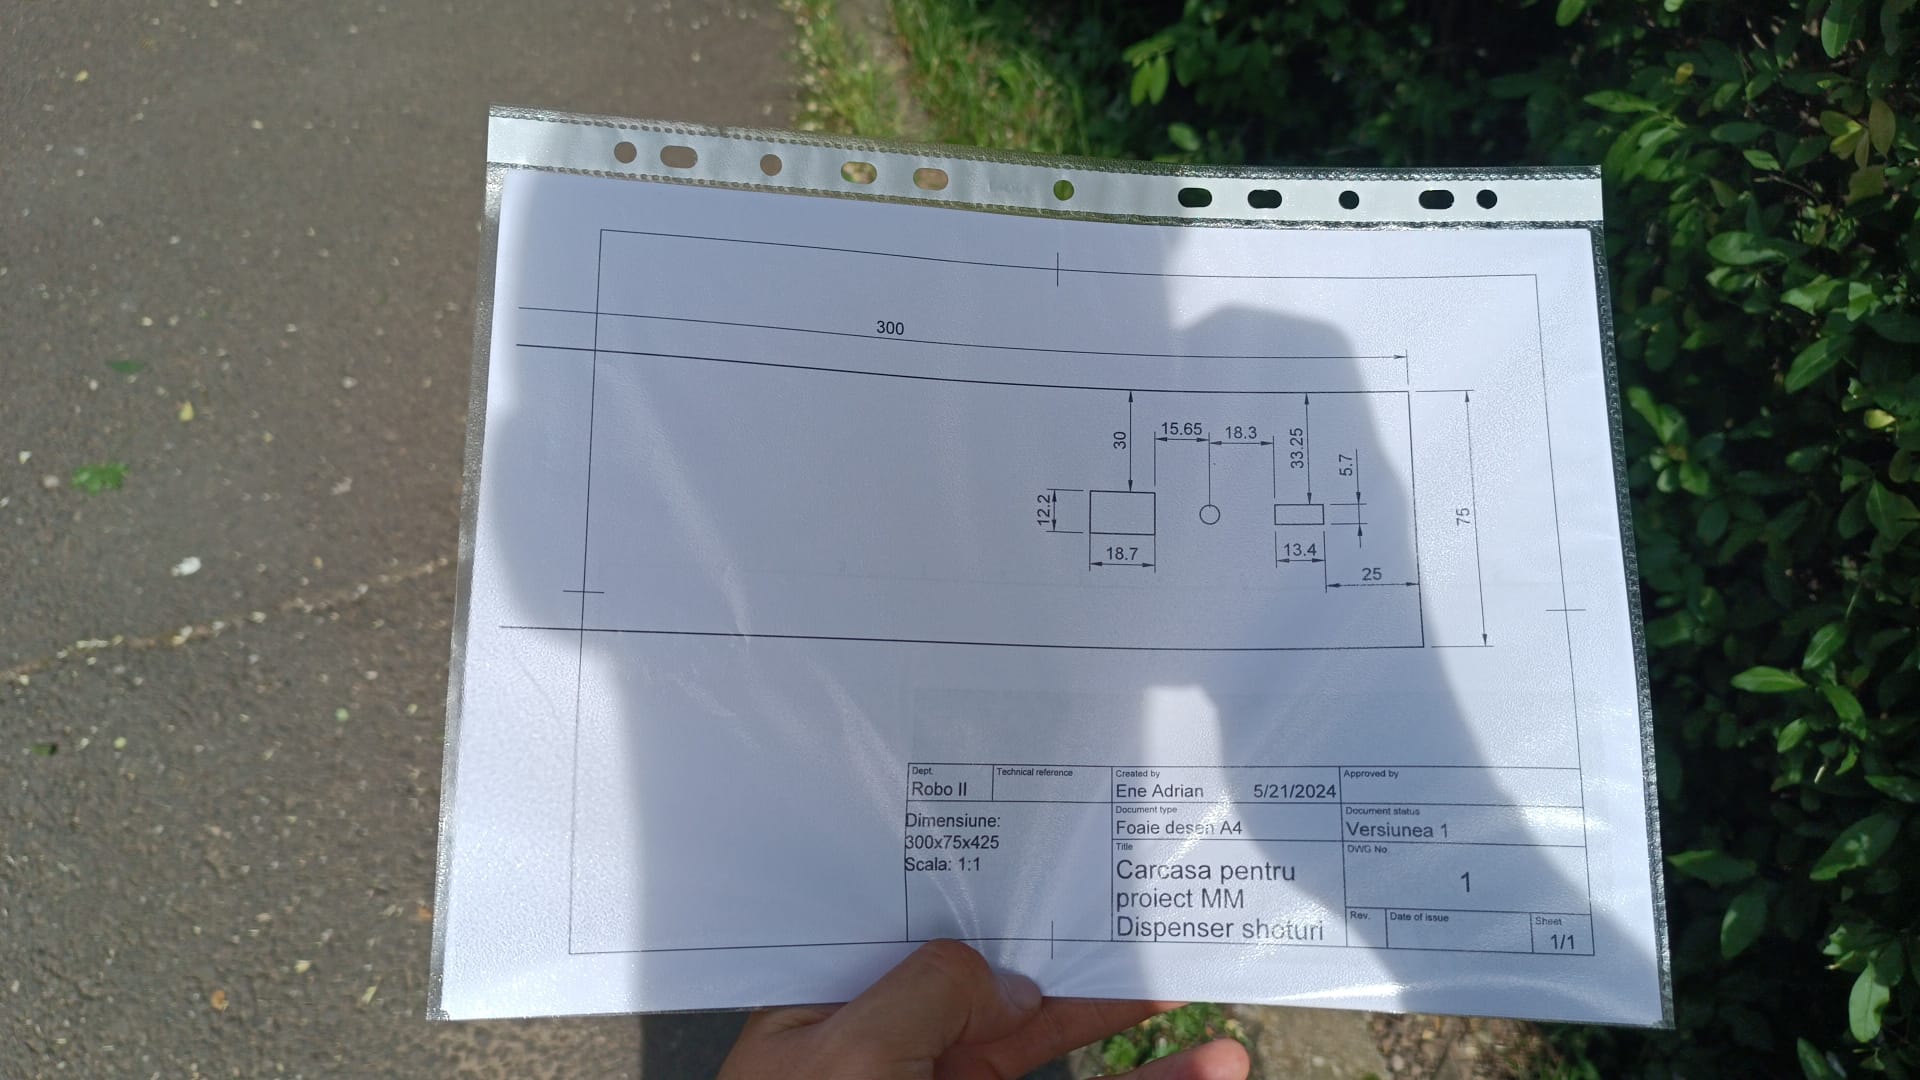 300
30
15.65
18.3
33.25
5.7
75
12.2
18.7
13.4
25
Dept.
Robo II
Technical reference
Created by
Ene Adrian 5/21/2024
Approved by
Dimensiune:
300x75x425
Scala: 1:1
Document type
Foaie desen A4
Document status
Versiunea 1
Title
Carcasa pentru
proiect MM
Dispenser shoturi
DWG No
1
Rev.
Date of issue
Sheet
1/1